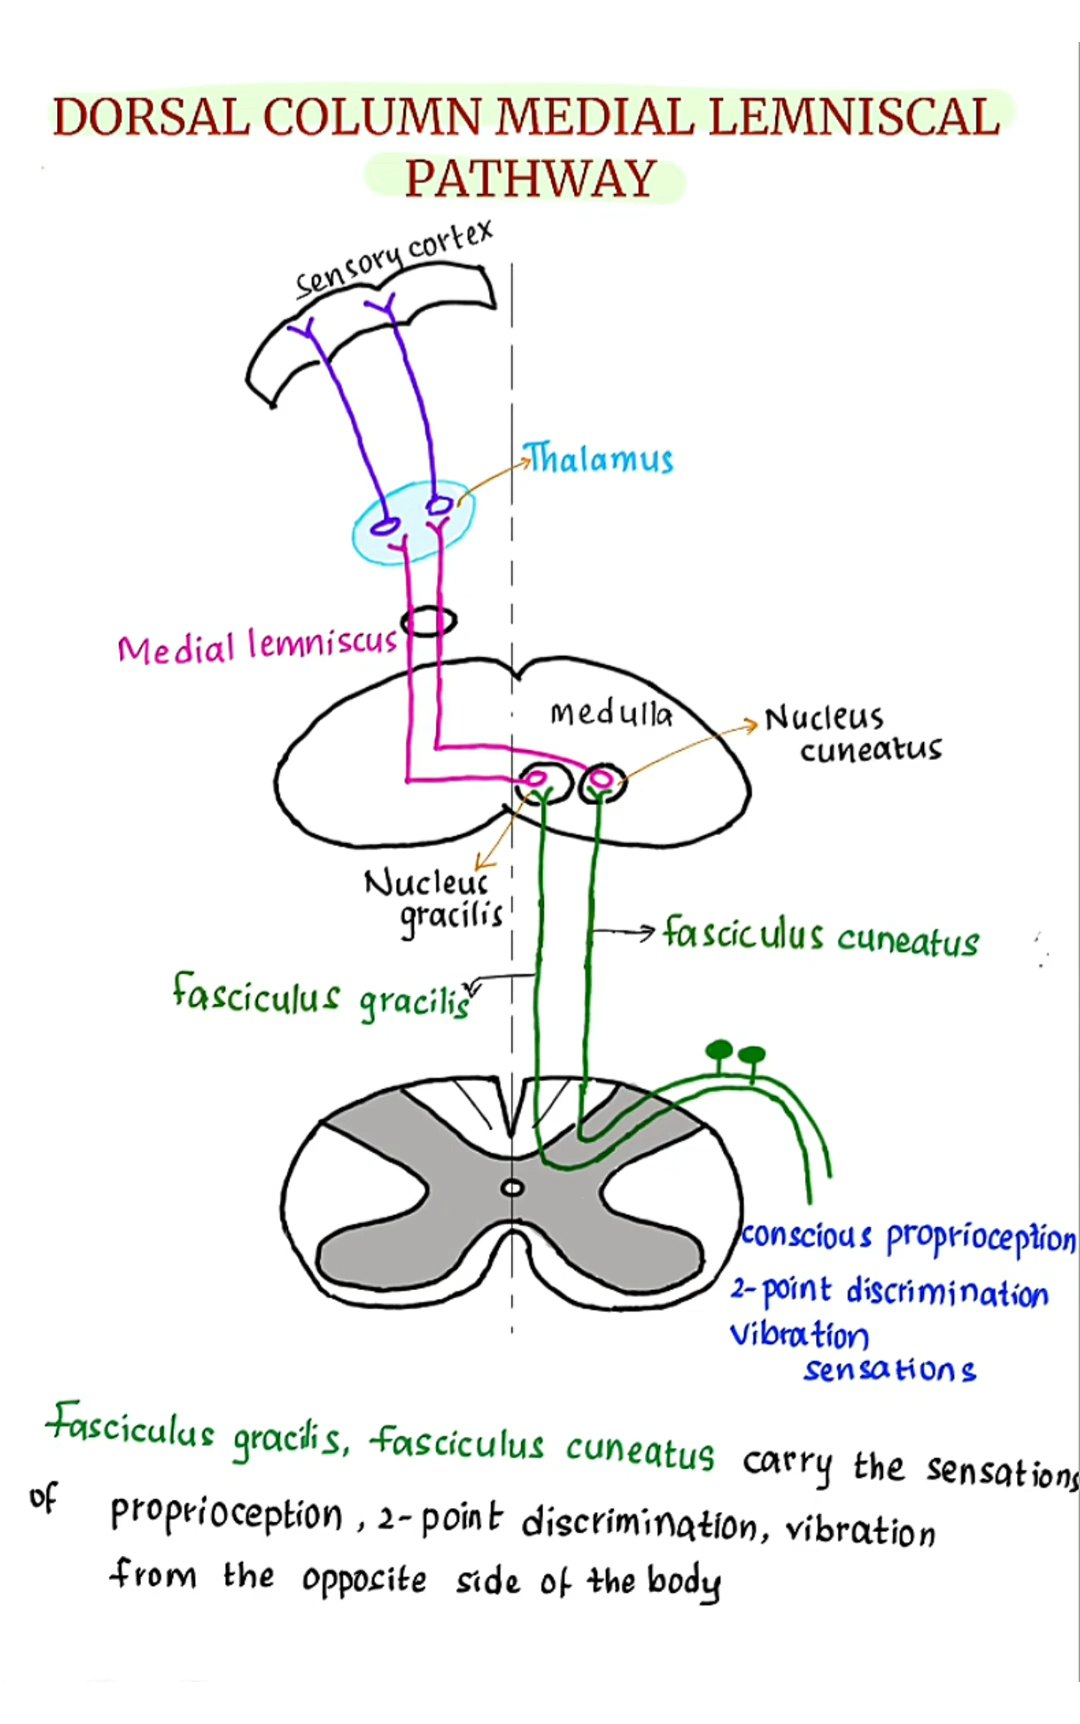 DORSAL COLUMN MEDIAL LEMNISCAL
PATHWAY
Sensory cortex
Thalamus
Medial lemniscus
medulla
Nucleus
cuneatus
Nucleus
gracilis
fasciculus cuneatus
fasciculus gracilis
conscious proprioception
2-point discrimination
vibration
sensations
Fasciculus gracilis, fasciculus cuneatus carry the sensations
of proprioception, 2-point discrimination, vibration
from the opposite side of the body